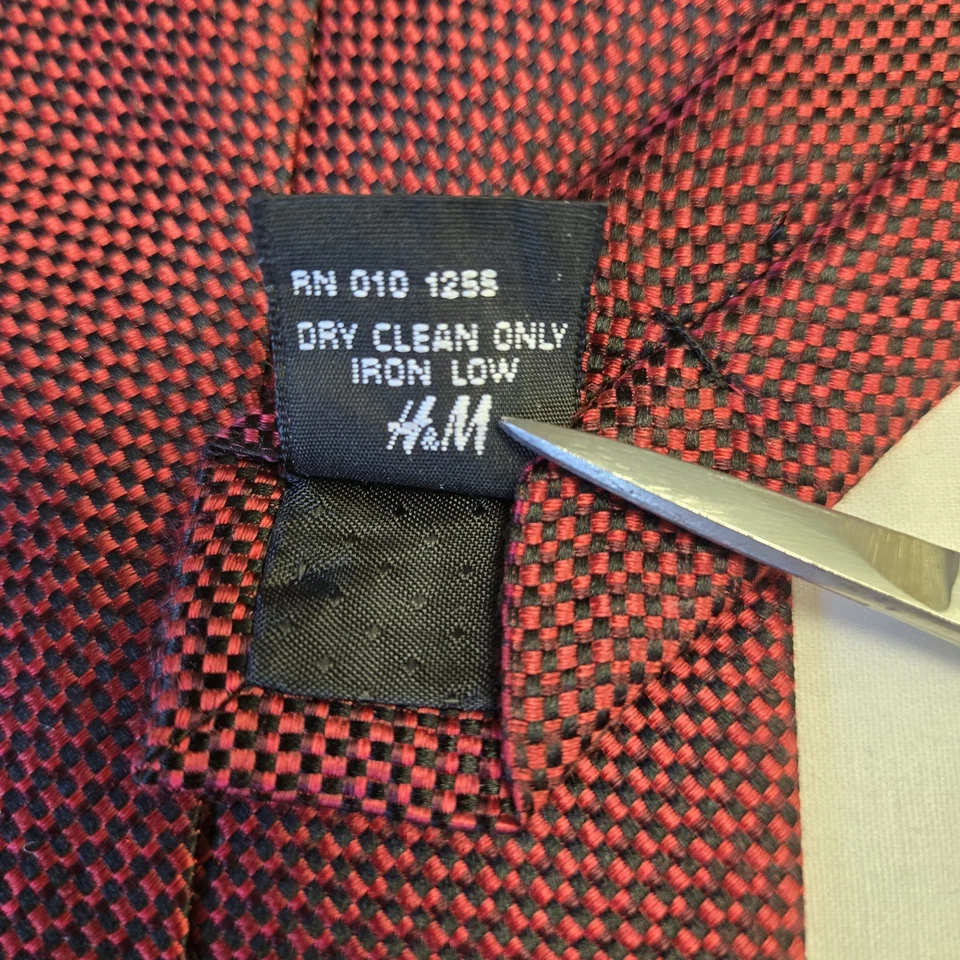 RN 010 1255
DRY CLEAN ONLY
IRON LOW
H&M